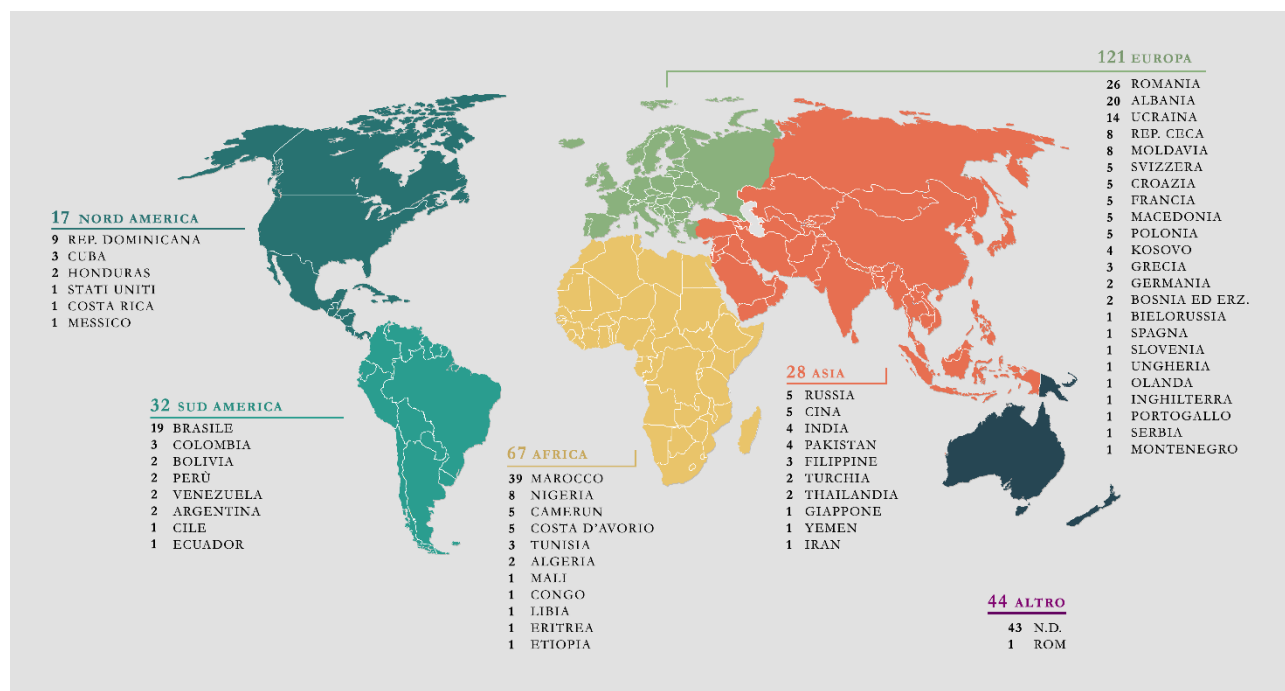 121 EUROPA
26 ROMANIA
20 ALBANIA
14 UCRAINA
8 REP. CECA
8 MOLDAVIA
5 SVIZZERA
5 CROAZIA
5 FRANCIA
5 MACEDONIA
5 POLONIA
4 KOSOVO
3 GRECIA
2 GERMANIA
2 BOSNIA ED ERZ.
1 BIELORUSSIA
1 SPAGNA
1 SLOVENIA
1 UNGHERIA
1 OLANDA
1 INGHILTERRA
1 PORTOGALLO
1 SERBIA
1 MONTENEGRO
17 NORD AMERICA
9 REP. DOMINICANA
3 CUBA
2 HONDURAS
1 STATI UNITI
1 COSTA RICA
1 MESSICO
32 SUD AMERICA
19 BRASILE
3 COLOMBIA
2 BOLIVIA
2 PERÙ
2 VENEZUELA
2 ARGENTINA
1 CILE
1 ECUADOR
67 AFRICA
39 MAROCCO
8 NIGERIA
5 CAMERUN
5 COSTA D'AVORIO
3 TUNISIA
2 ALGERIA
1 MALI
1 CONGO
1 LIBIA
1 ERITREA
1 ETIOPIA
28 ASIA
5 RUSSIA
5 CINA
4 INDIA
4 PAKISTAN
3 FILIPPINE
2 TURCHIA
2 THAILANDIA
1 GIAPPONE
1 YEMEN
1 IRAN
44 ALTRO
43 N.D.
1 ROM